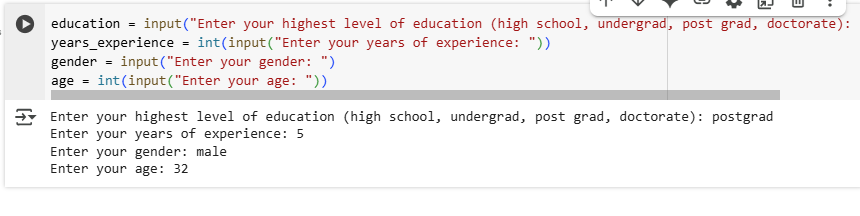 education = input("Enter your highest level of education (high school, undergrad, post grad, doctorate):
years_experience = int(input("Enter your years of experience: "))
gender = input("Enter your gender: ")
age = int(input("Enter your age: "))
Enter your highest level of education (high school, undergrad, post grad, doctorate): postgrad
Enter your years of experience: 5
Enter your gender: male
Enter your age: 32